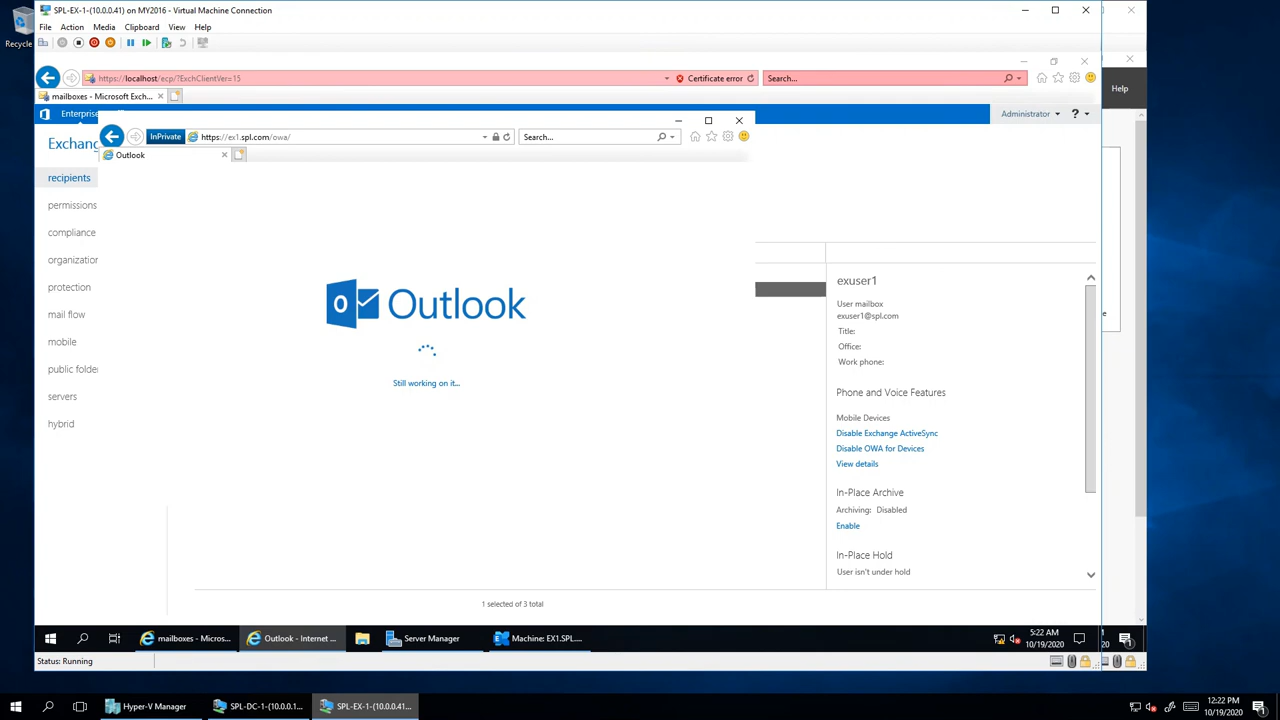 SPL-EX-1-(10.0.0.41) on MY2016 - Virtual Machine Connection
File Action Media Clipboard View Help
Recycle
https://localhost/ecp/?ExchClientVer=15
Certificate error
Search...
mailboxes - Microsoft Exch...
Help
Enterprise
Administrator
?
Exchang
InPrivate
https://ex1.spl.com/owa/
Search...
Outlook
recipients
permissions
compliance
organization
protection
mail flow
mobile
public folde
servers
hybrid
Outlook
Still working on it...
exuser1
User mailbox
exuser1@spl.com
Title:
Office:
Work phone:
Phone and Voice Features
Mobile Devices
Disable Exchange ActiveSync
Disable OWA for Devices
View details
In-Place Archive
Archiving: Disabled
Enable
In-Place Hold
User isn't under hold
1 selected of 3 total
mailboxes - Micros...
Outlook - Internet ...
Server Manager
Machine: EX1.SPL....
5:22 AM
10/19/2020
Status: Running
Hyper-V Manager
SPL-DC-1-(10.0.0.1...
SPL-EX-1-(10.0.0.41...
12:22 PM
10/19/2020